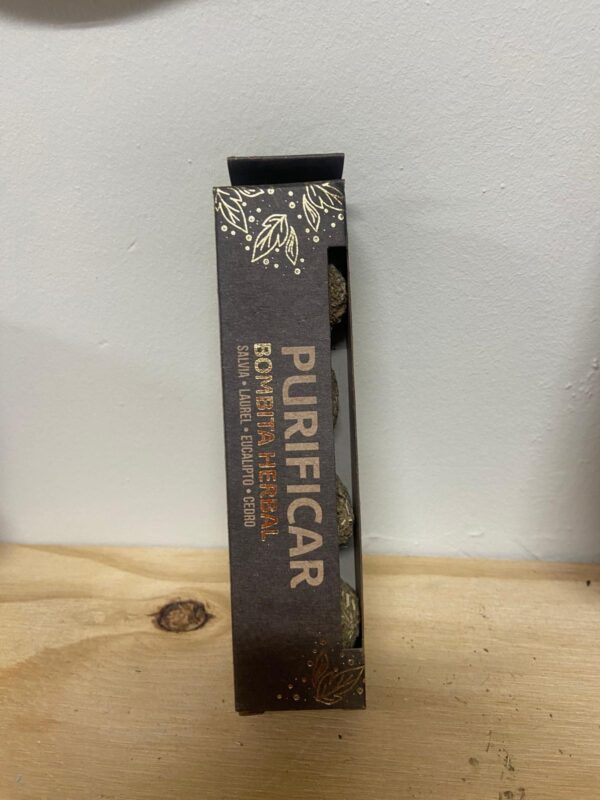 PURIFICAR
BOMBITA HERBAL
SALVIA • LAUREL • EUCALIPTO • CEDRO